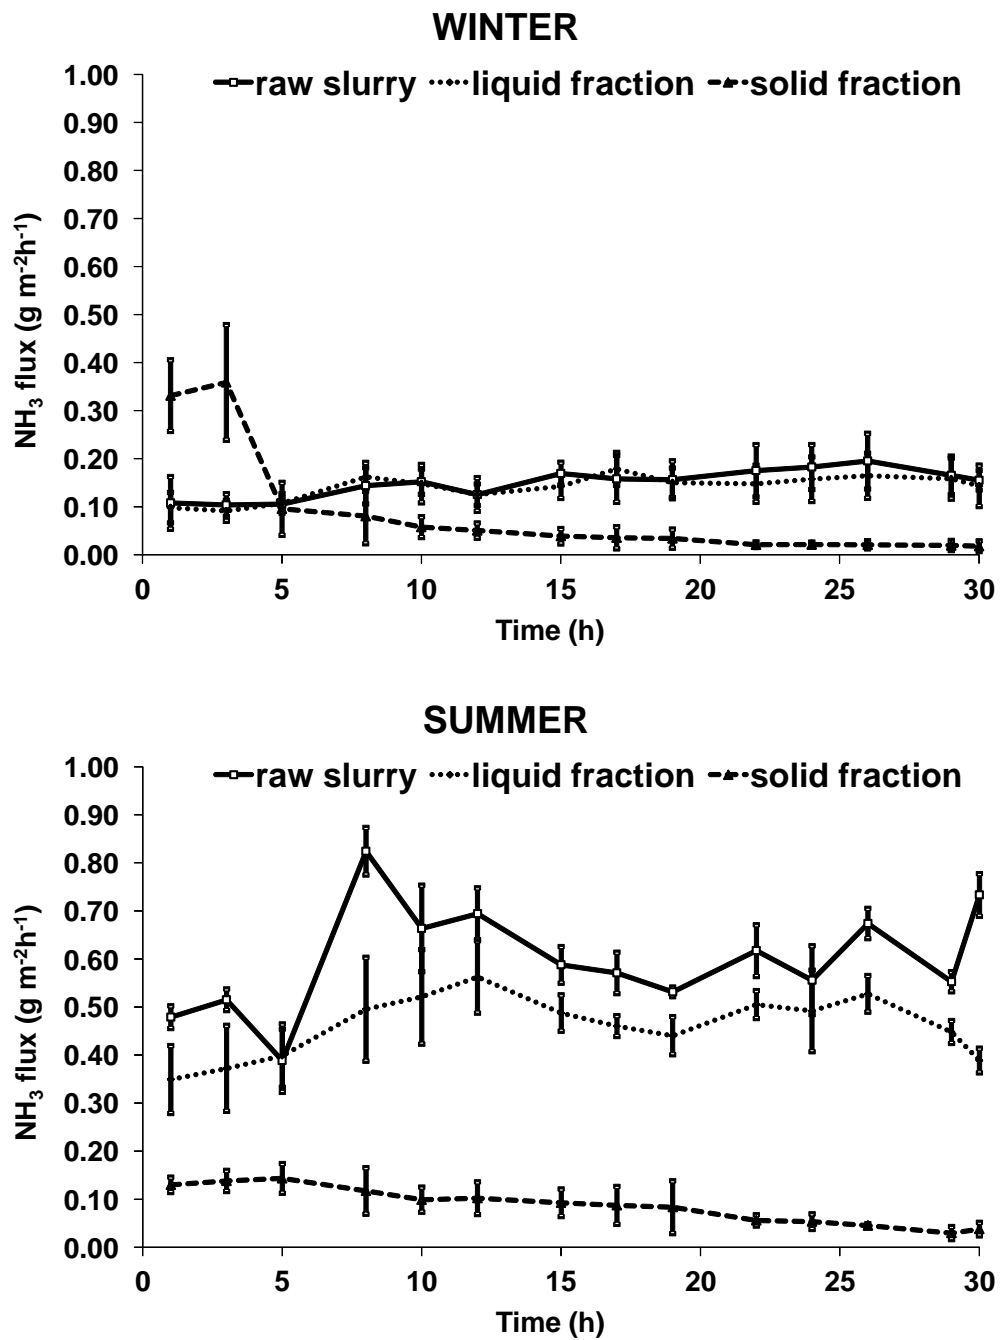 WINTER
raw slurry liquid fraction solid fraction
1.00
0.90
0.80
0.70
0.60
0.50
0.40
0.30
0.20
0.10
0.00
NH₃ flux (g m⁻²h⁻¹)
0 5 10 15 20 25 30
Time (h)
SUMMER
raw slurry liquid fraction solid fraction
1.00
0.90
0.80
0.70
0.60
0.50
0.40
0.30
0.20
0.10
0.00
NH₃ flux (g m⁻²h⁻¹)
0 5 10 15 20 25 30
Time (h)